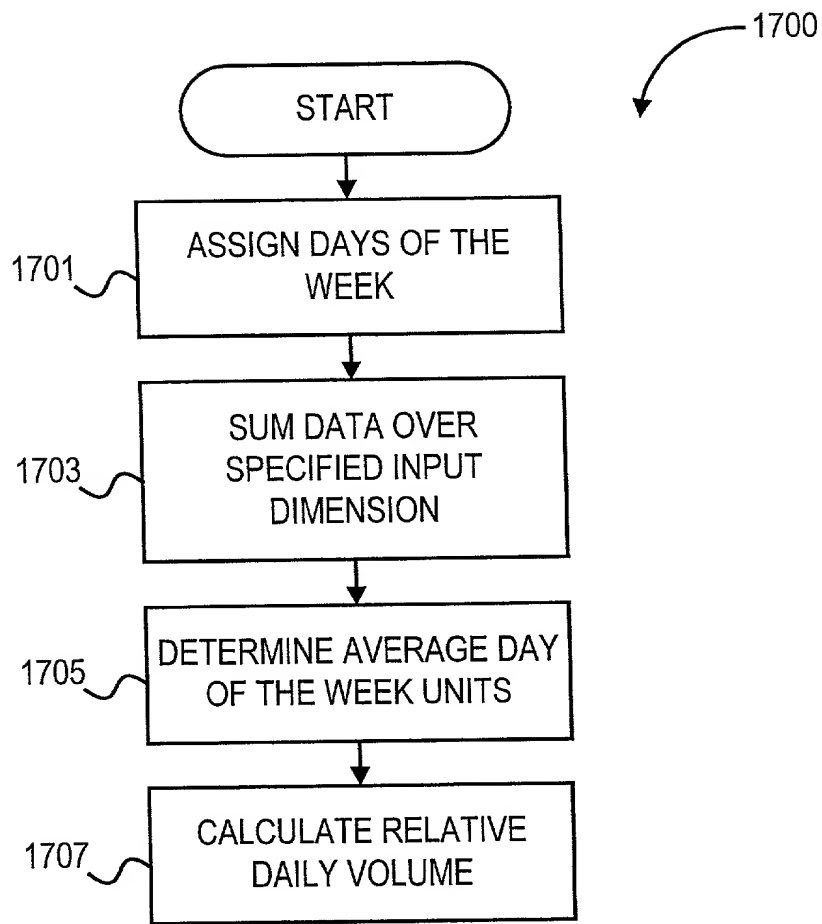 1700
START
1701
ASSIGN DAYS OF THE
WEEK
1703
SUM DATA OVER
SPECIFIED INPUT
DIMENSION
1705
DETERMINE AVERAGE DAY
OF THE WEEK UNITS
1707
CALCULATE RELATIVE
DAILY VOLUME